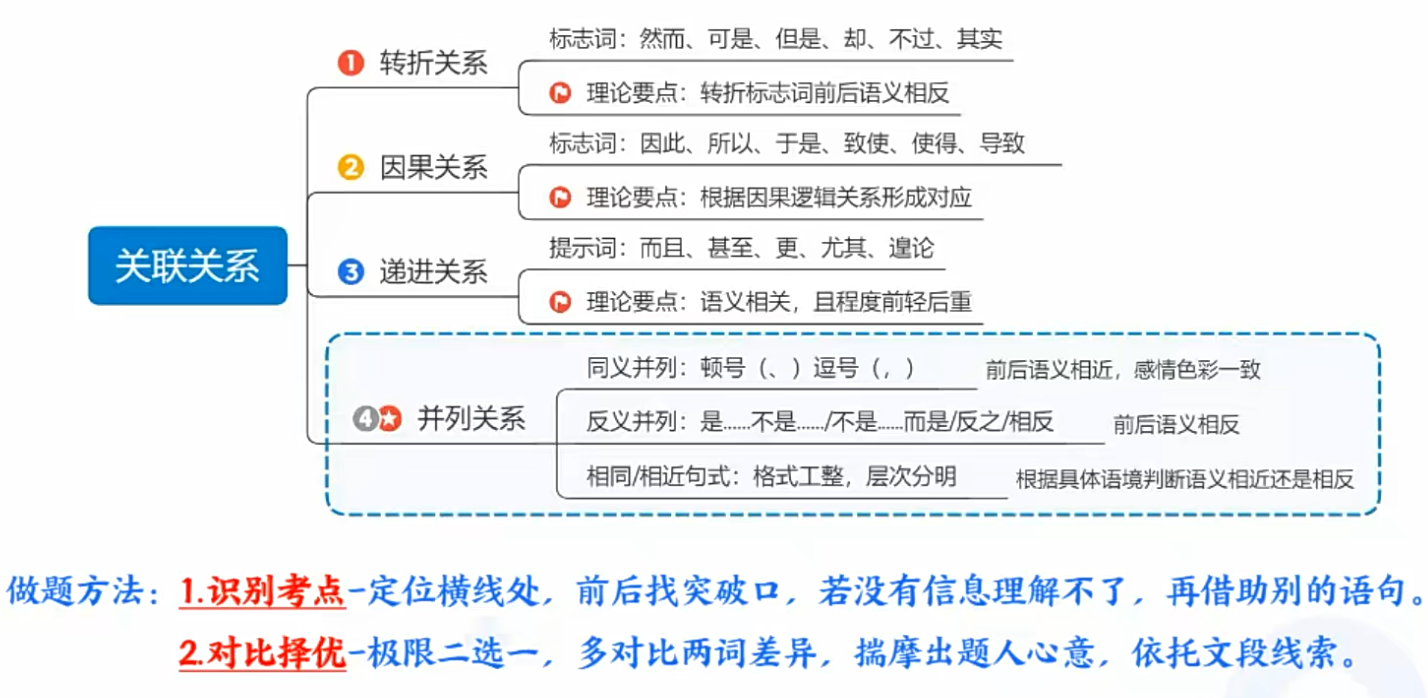 关联关系
1 转折关系
标志词：然而、可是、但是、却、不过、其实
理论要点：转折标志词前后语义相反
2 因果关系
标志词：因此、所以、于是、致使、使得、导致
理论要点：根据因果逻辑关系形成对应
3 递进关系
提示词：而且、甚至、更、尤其、遑论
理论要点：语义相关，且程度前轻后重
4 并列关系
同义并列：顿号（、）逗号（，） 前后语义相近，感情色彩一致
反义并列：是......不是....../不是......而是/反之/相反 前后语义相反
相同/相近句式：格式工整，层次分明 根据具体语境判断语义相近还是相反
做题方法：1.识别考点-定位横线处，前后找突破口，若没有信息理解不了，再借助别的语句。
2.对比择优-极限二选一，多对比两词差异，揣摩出题人心意，依托文段线索。